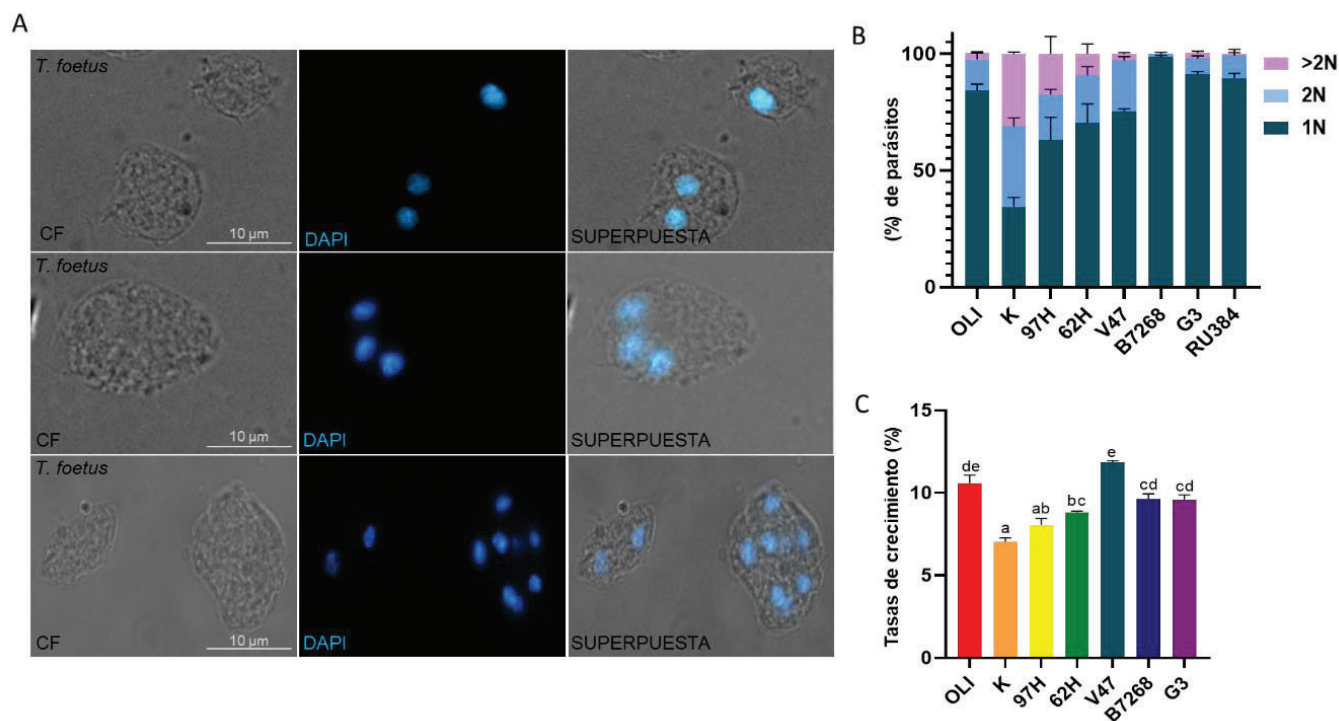 A
T. foetus
CF
10 µm
DAPI
SUPERPUESTA
T. foetus
CF
10 µm
DAPI
SUPERPUESTA
T. foetus
CF
10 µm
DAPI
SUPERPUESTA
B
(%) de parásitos
100
50
0
OLI
K
97H
62H
V47
B7268
G3
RU384
>2N
2N
1N
C
Tasas de crecimiento (%)
15
10
5
0
de
a
ab
bc
e
cd
cd
OLI
K
97H
62H
V47
B7268
G3